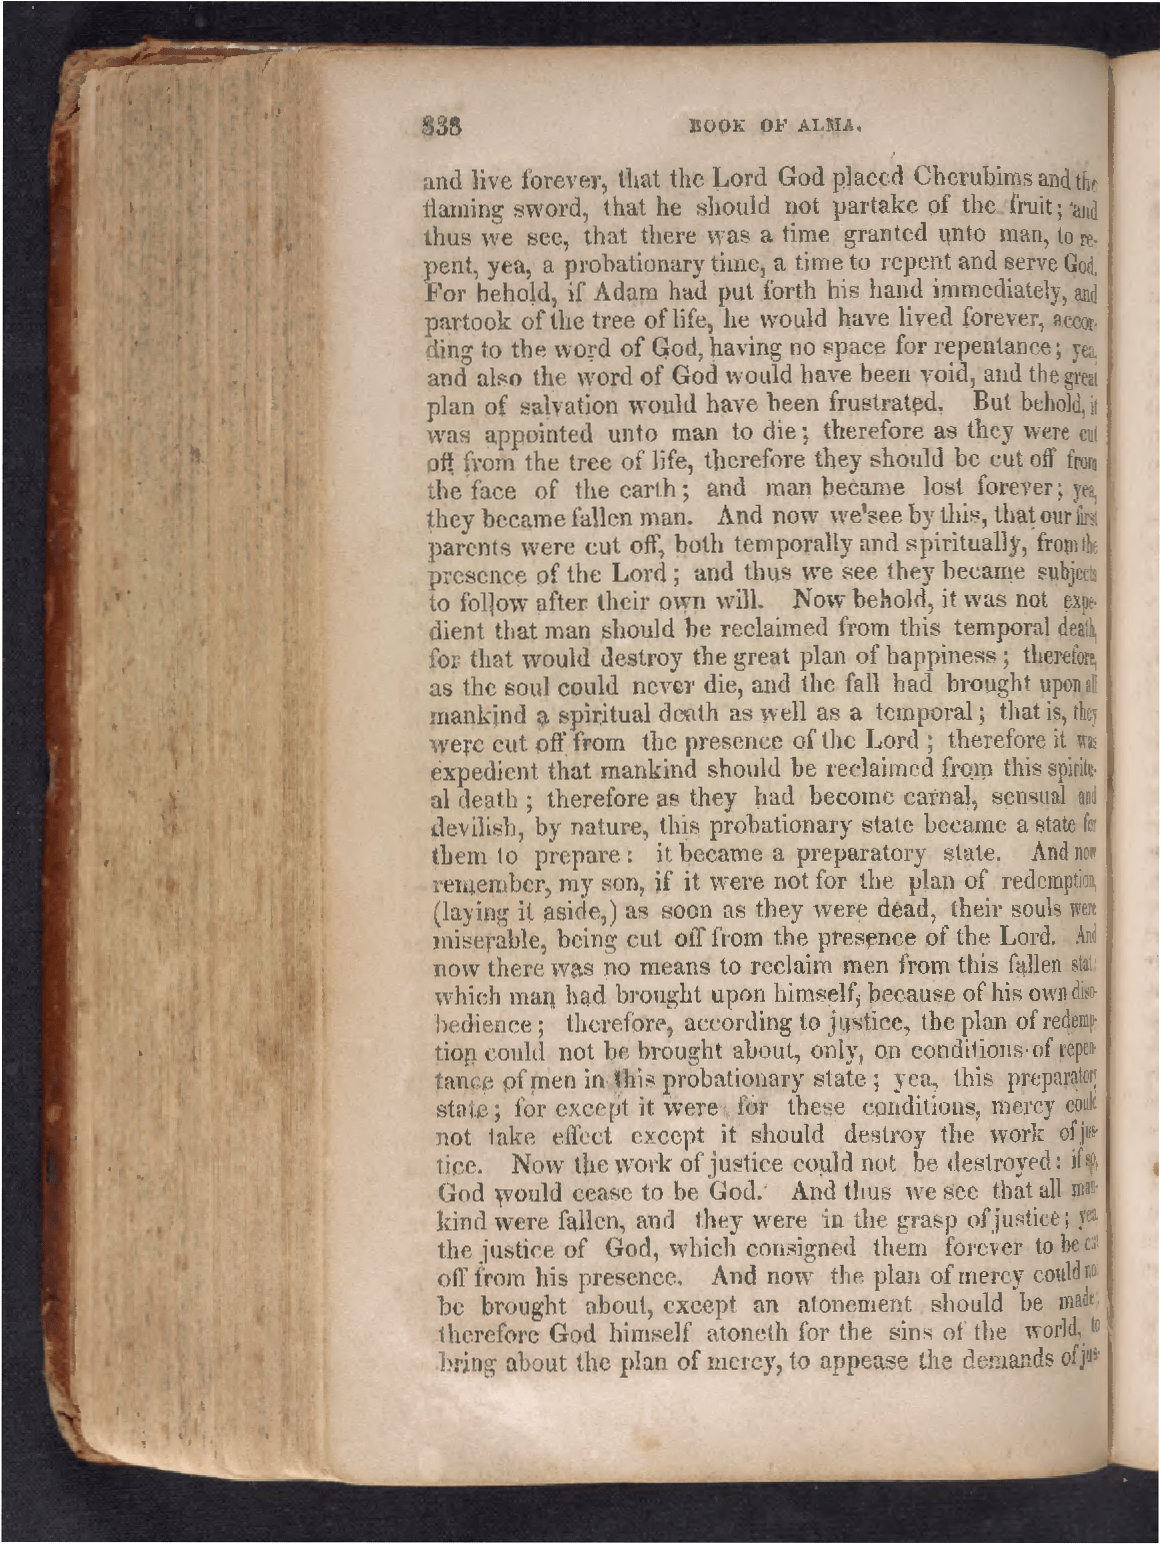 338 BOOK OF ALMA.
and live forever, that the Lord God placed Cherubims and the
flaming sword, that he should not partake of the fruit; and
thus we see, that there was a time granted unto man, to re-
pent, yea, a probationary time, a time to repent and serve God.
For behold, if Adam had put forth his hand immediately, and
partook of the tree of life, he would have lived forever, accor-
ding to the word of God, having no space for repentance; yea,
and also the word of God would have been void, and the great
plan of salvation would have been frustrated. But behold, it
was appointed unto man to die; therefore as they were cut
off from the tree of life, therefore they should be cut off from
the face of the earth; and man became lost forever; yea,
they became fallen man. And now we see by this, that our first
parents were cut off, both temporally and spiritually, from the
presence of the Lord; and thus we see they became subjects
to follow after their own will. Now behold, it was not expe-
dient that man should be reclaimed from this temporal death,
for that would destroy the great plan of happiness; therefore,
as the soul could never die, and the fall had brought upon all
mankind a spiritual death as well as a temporal; that is, they
were cut off from the presence of the Lord; therefore it was
expedient that mankind should be reclaimed from this spiritu-
al death; therefore as they had become carnal, sensual and
devilish, by nature, this probationary state became a state for
them to prepare: it became a preparatory state. And now
remember, my son, if it were not for the plan of redemption,
(laying it aside,) as soon as they were dead, their souls were
miserable, being cut off from the presence of the Lord. And
now there was no means to reclaim men from this fallen state
which man had brought upon himself, because of his own diso-
bedience; therefore, according to justice, the plan of redemp-
tion could not be brought about, only, on conditions of repen-
tance of men in this probationary state; yea, this preparatory
state; for except it were for these conditions, mercy could
not take effect except it should destroy the work of jus-
tice. Now the work of justice could not be destroyed: if so,
God would cease to be God. And thus we see that all man-
kind were fallen, and they were in the grasp of justice; yea
the justice of God, which consigned them forever to be cut
off from his presence. And now the plan of mercy could not
be brought about, except an atonement should be made;
therefore God himself atoneth for the sins of the world, to
bring about the plan of mercy, to appease the demands of jus-